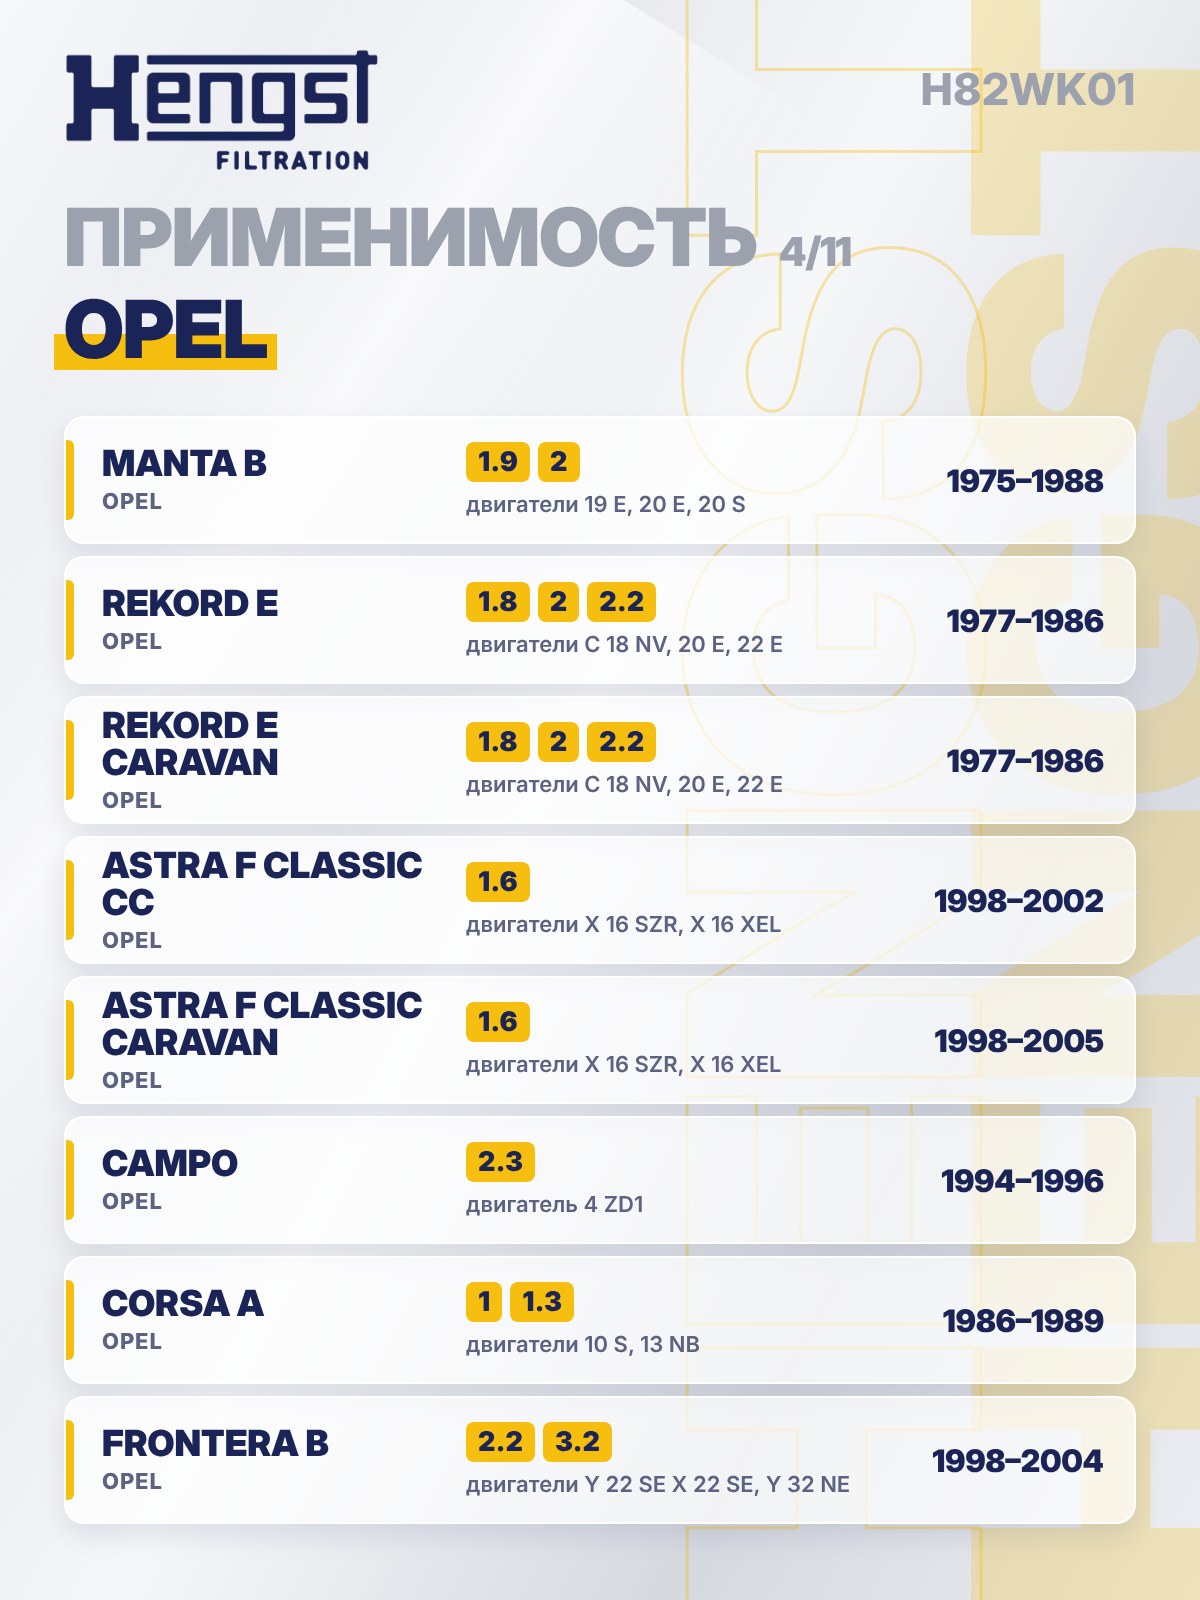 Hengst
FILTRATION
H82WK01
ПРИМЕНИМОСТЬ 4/11
OPEL
MANTA B
OPEL
1.9 2
двигатели 19 E, 20 E, 20 S
1975–1988
REKORD E
OPEL
1.8 2 2.2
двигатели C 18 NV, 20 E, 22 E
1977–1986
REKORD E
CARAVAN
OPEL
1.8 2 2.2
двигатели C 18 NV, 20 E, 22 E
1977–1986
ASTRA F CLASSIC
CC
OPEL
1.6
двигатели X 16 SZR, X 16 XEL
1998–2002
ASTRA F CLASSIC
CARAVAN
OPEL
1.6
двигатели X 16 SZR, X 16 XEL
1998–2005
CAMPO
OPEL
2.3
двигатель 4 ZD1
1994–1996
CORSA A
OPEL
1 1.3
двигатели 10 S, 13 NB
1986–1989
FRONTERA B
OPEL
2.2 3.2
двигатели Y 22 SE X 22 SE, Y 32 NE
1998–2004
HENGST
HENGST